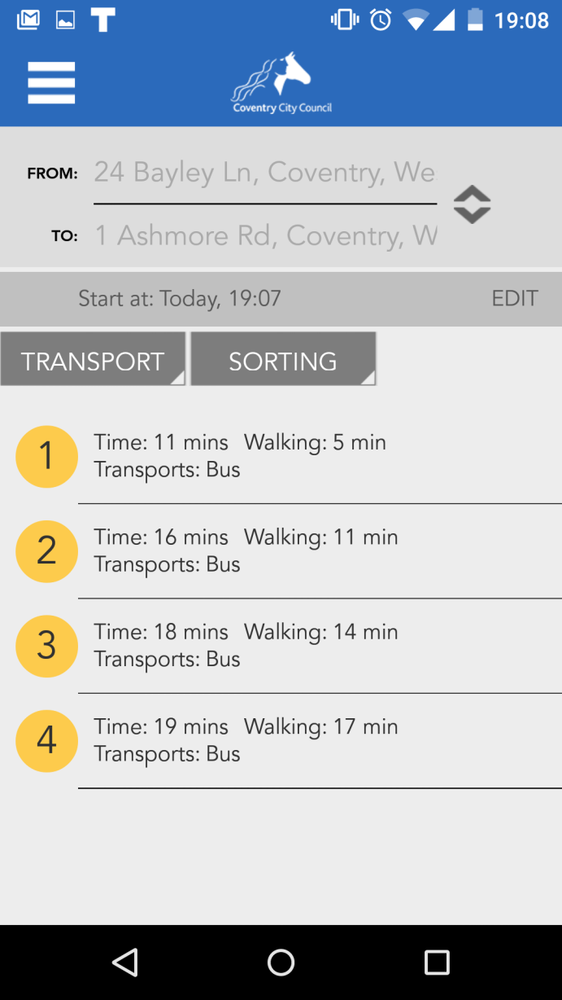 19:08
Coventry City Council
FROM: 24 Bayley Ln, Coventry, We
TO: 1 Ashmore Rd, Coventry, W
Start at: Today, 19:07 EDIT
TRANSPORT SORTING
1 Time: 11 mins Walking: 5 min
Transports: Bus
2 Time: 16 mins Walking: 11 min
Transports: Bus
3 Time: 18 mins Walking: 14 min
Transports: Bus
4 Time: 19 mins Walking: 17 min
Transports: Bus